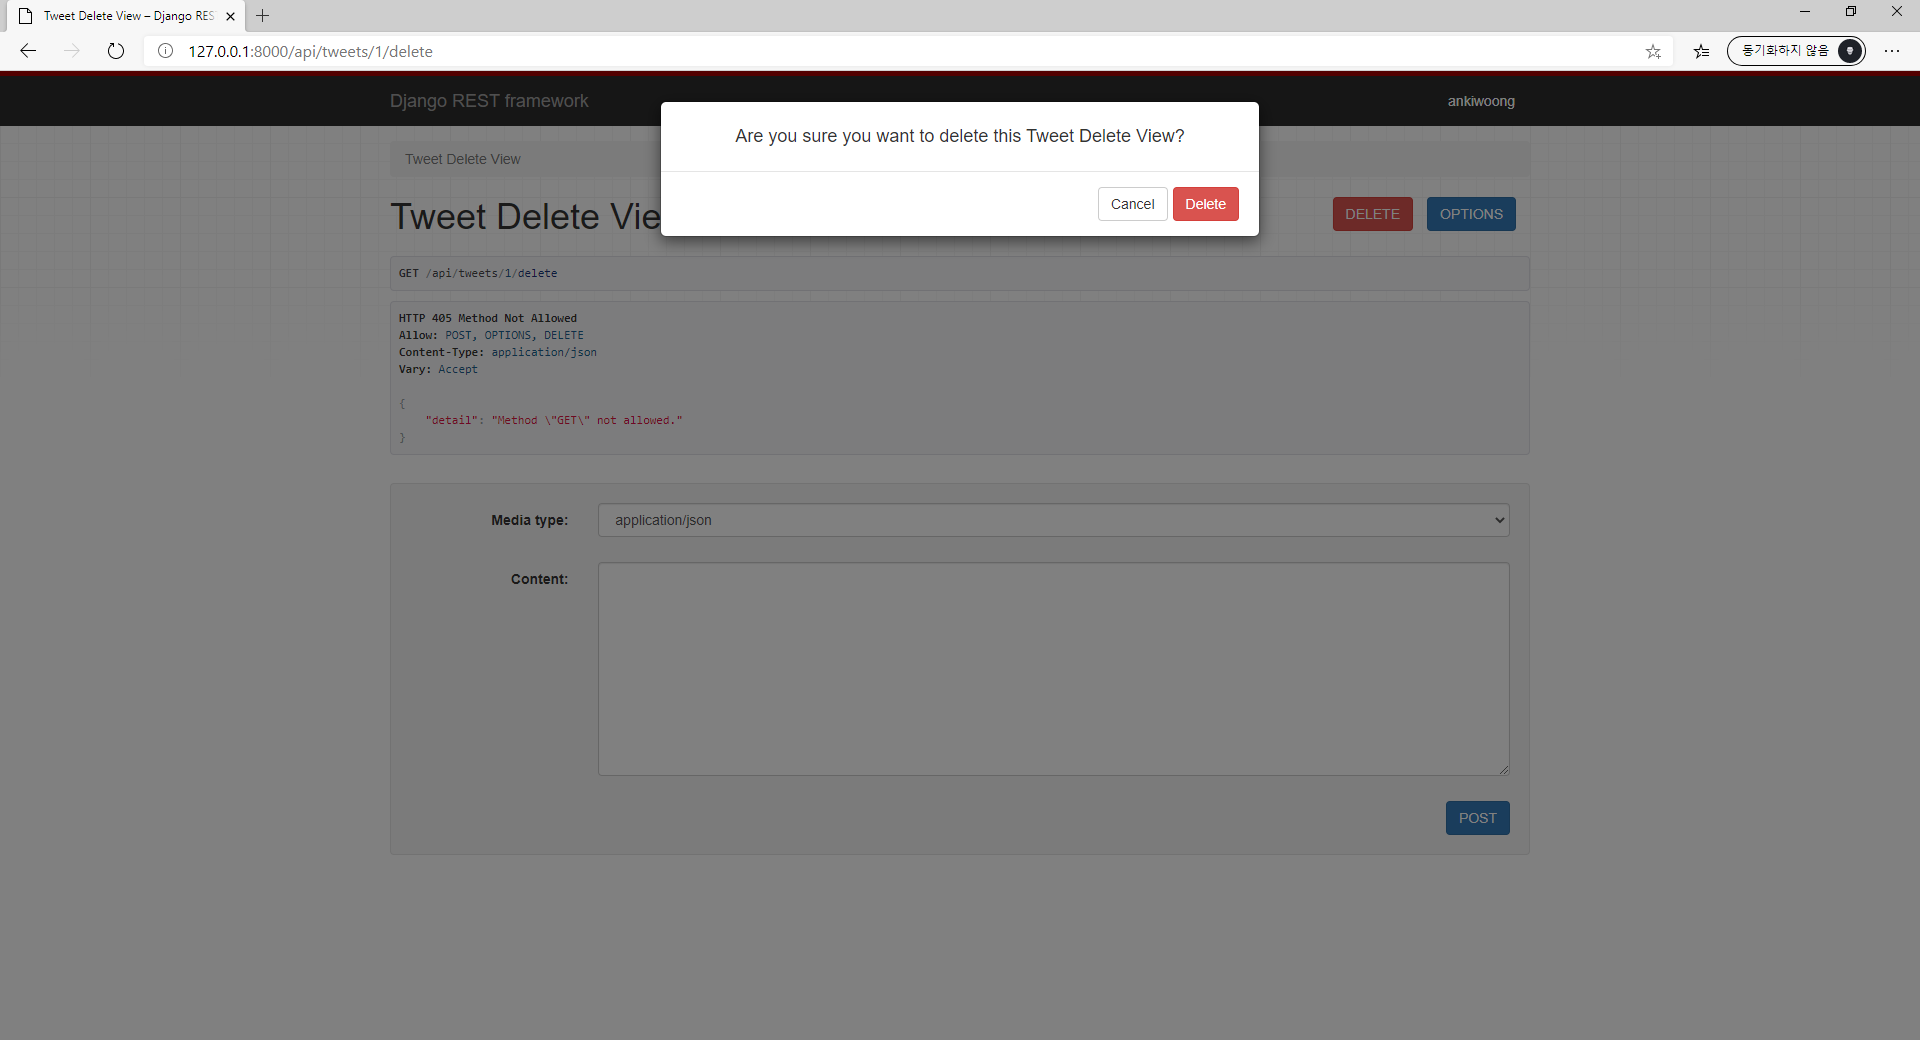 Tweet Delete View – Django RES
127.0.0.1:8000/api/tweets/1/delete
동기화하지 않음
Django REST framework
ankiwoong
Are you sure you want to delete this Tweet Delete View?
Cancel
Delete
Tweet Delete View
Tweet Delete Vie
DELETE
OPTIONS
GET /api/tweets/1/delete
HTTP 405 Method Not Allowed
Allow: POST, OPTIONS, DELETE
Content-Type: application/json
Vary: Accept
{
"detail": "Method \"GET\" not allowed."
}
Media type:
application/json
Content:
POST